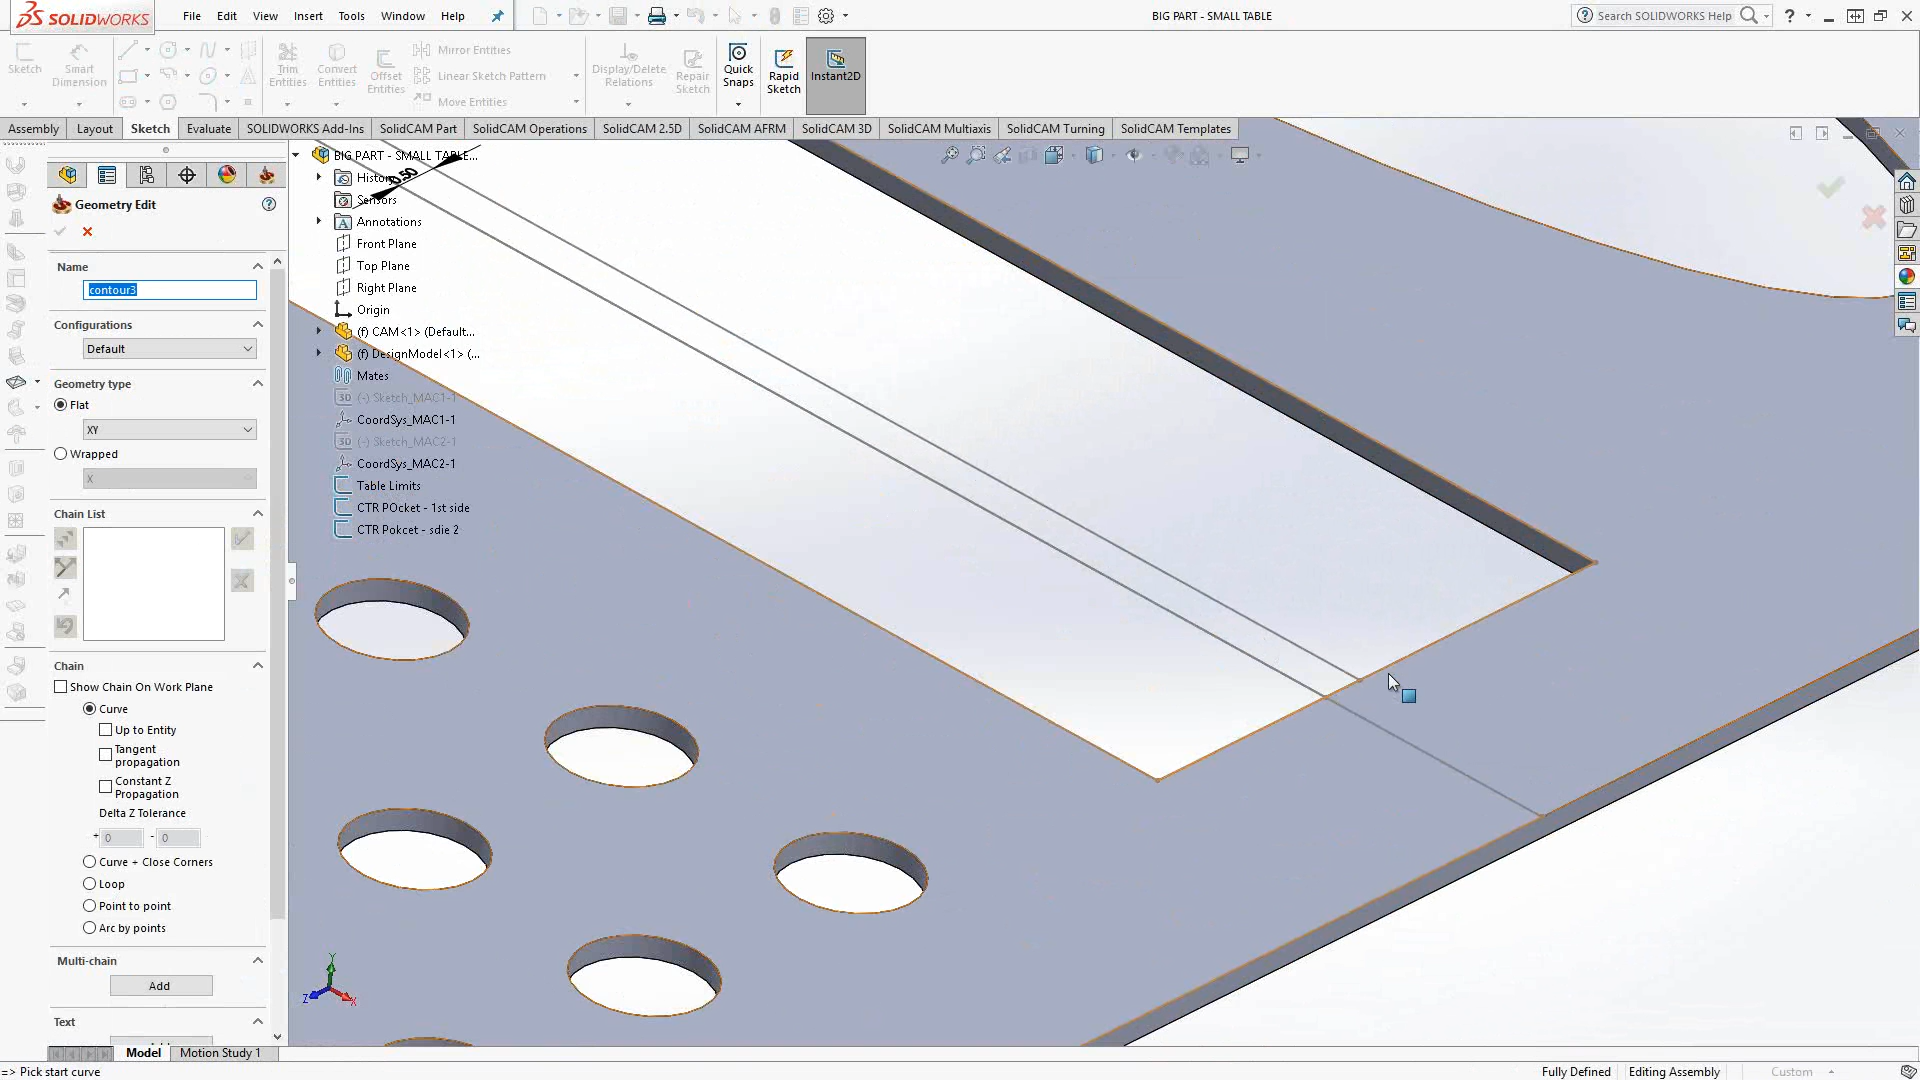 SOLIDWORKS
File Edit View Insert Tools Window Help
BIG PART - SMALL TABLE
Search SOLIDWORKS Help
Sketch
Smart Dimension
Trim Entities
Convert Entities
Offset Entities
Mirror Entities
Linear Sketch Pattern
Move Entities
Display/Delete Relations
Repair Sketch
Quick Snaps
Rapid Sketch
Instant2D
Assembly Layout Sketch Evaluate SOLIDWORKS Add-Ins SolidCAM Part SolidCAM Operations SolidCAM 2.5D SolidCAM AFRM SolidCAM 3D SolidCAM Multiaxis SolidCAM Turning SolidCAM Templates
Geometry Edit
Name
contour3
Configurations
Default
Geometry type
Flat
XY
Wrapped
X
Chain List
Chain
Show Chain On Work Plane
Curve
Up to Entity
Tangent propagation
Constant Z Propagation
Delta Z Tolerance
+ 0 - 0
Curve + Close Corners
Loop
Point to point
Arc by points
Multi-chain
Add
Text
BIG PART - SMALL TABLE...
History
Sensors
Annotations
Front Plane
Top Plane
Right Plane
Origin
(f) CAM<1> (Default...
(f) DesignModel<1> (...
Mates
3D (-) Sketch_MAC1-1
CoordSys_MAC1-1
3D (-) Sketch_MAC2-1
CoordSys_MAC2-1
Table Limits
CTR POcket - 1st side
CTR Pokcet - sdie 2
Y
Z
X
Model Motion Study 1
=> Pick start curve
Fully Defined Editing Assembly Custom